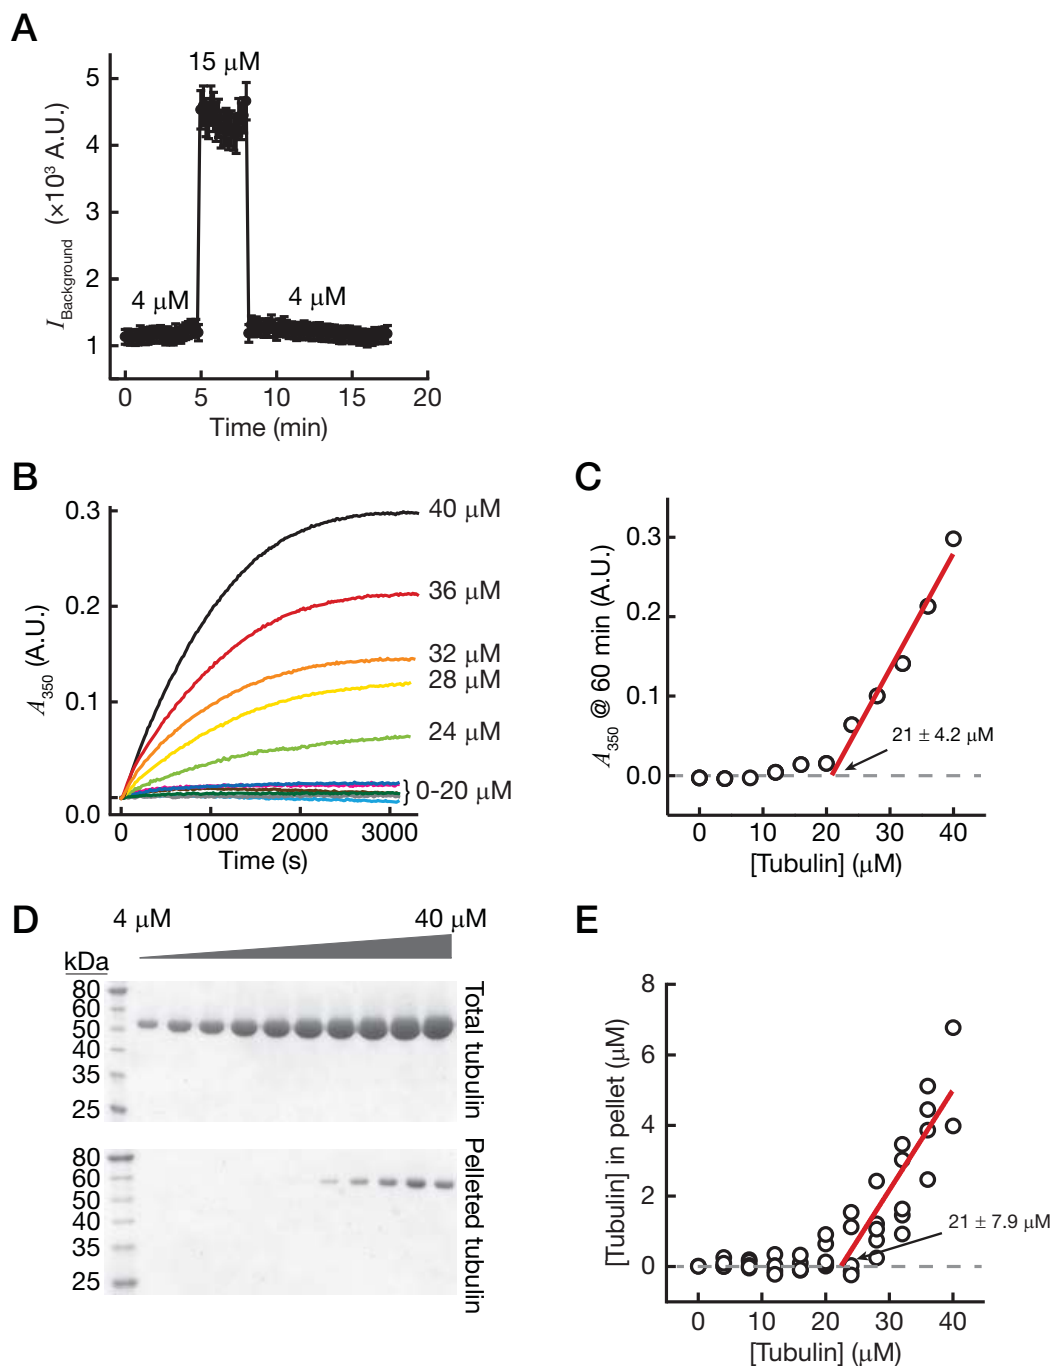 A
15 μM
5
4
3
2
1
I Background (×10³ A.U.)
4 μM
4 μM
0
5
10
15
20
Time (min)
B
0.3
0.2
0.1
0.0
A350 (A.U.)
40 μM
36 μM
32 μM
28 μM
24 μM
0-20 μM
0
1000
2000
3000
Time (s)
C
0.3
0.2
0.1
0.0
A350 @ 60 min (A.U.)
21 ± 4.2 μM
0
10
20
30
40
[Tubulin] (μM)
D
4 μM
40 μM
kDa
80
60
50
40
35
25
Total tubulin
80
60
50
40
35
25
Pelleted tubulin
E
8
6
4
2
0
[Tubulin] in pellet (μM)
21 ± 7.9 μM
0
10
20
30
40
[Tubulin] (μM)